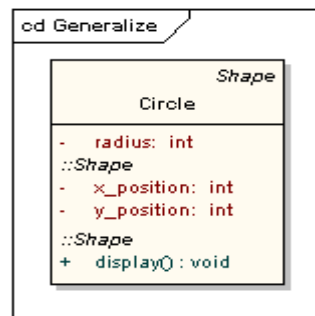 cd Generalize
Shape
Circle
- radius: int
::Shape
- x_position: int
- y_position: int
::Shape
+ display() : void